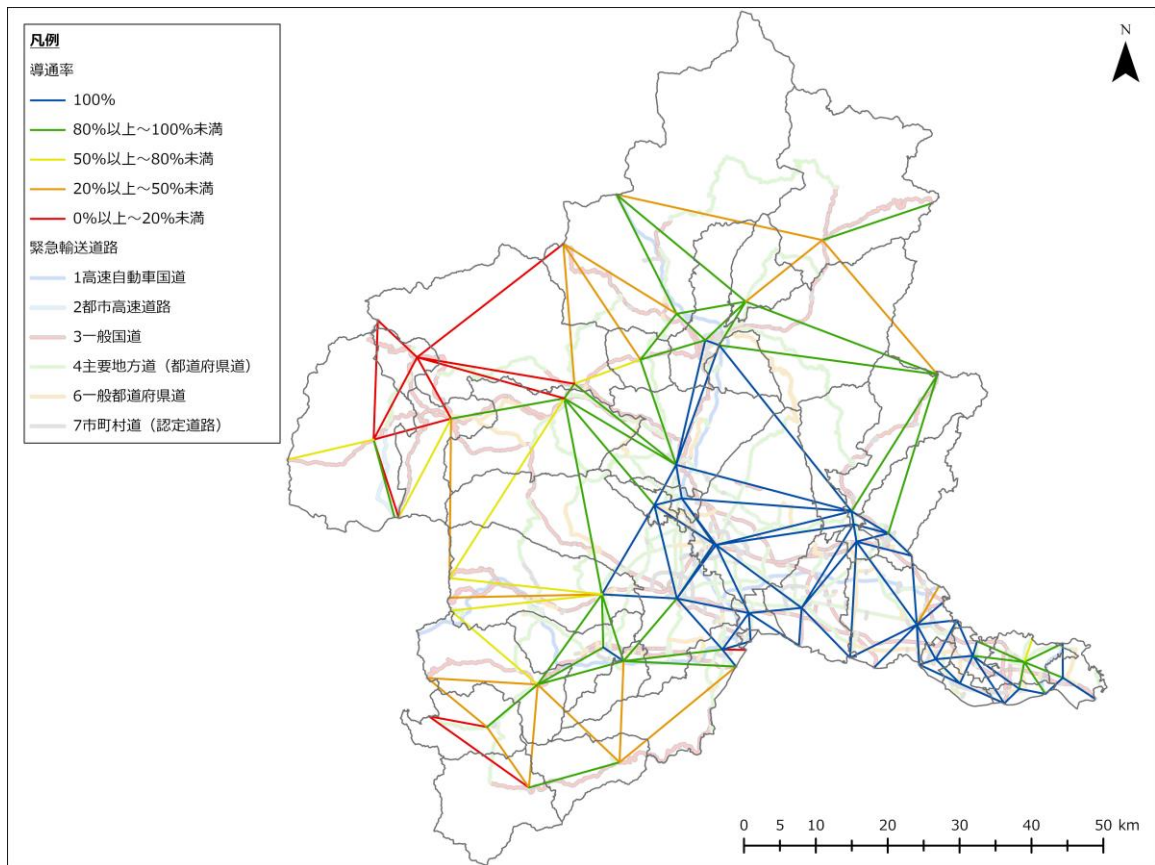 凡例
導通率
100%
80%以上～100%未満
50%以上～80%未満
20%以上～50%未満
0%以上～20%未満
緊急輸送道路
1高速自動車国道
2都市高速道路
3一般国道
4主要地方道（都道府県道）
6一般都道府県道
7市町村道（認定道路）
N
0 5 10 20 30 40 50 km